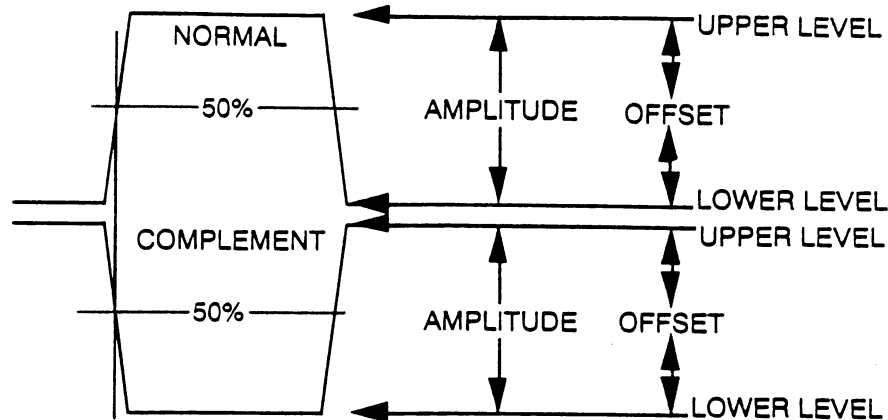 NORMAL
UPPER LEVEL
50%
AMPLITUDE
OFFSET
LOWER LEVEL
COMPLEMENT
UPPER LEVEL
50%
AMPLITUDE
OFFSET
LOWER LEVEL